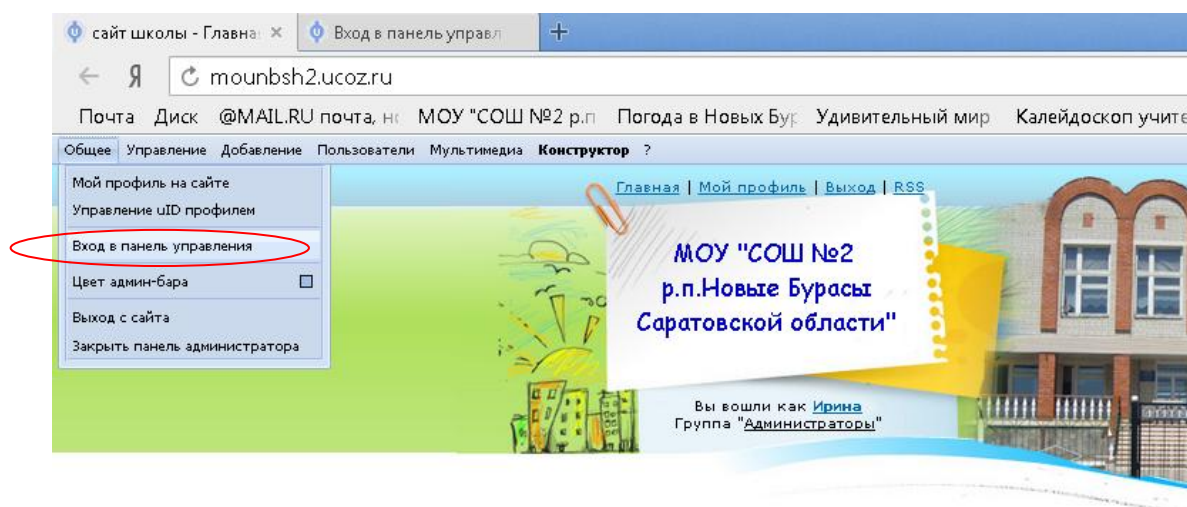 сайт школы - Главна
Вход в панель управл
Я mounbsh2.ucoz.ru
Почта Диск @MAIL.RU почта, но МОУ "СОШ №2 р.п Погода в Новых Бур Удивительный мир Калейдоскоп учите
Общее Управление Добавление Пользователи Мультимедиа Конструктор ?
Мой профиль на сайте
Управление uID профилем
Вход в панель управления
Цвет админ-бара
Выход с сайта
Закрыть панель администратора
Главная | Мой профиль | Выход | RSS
МОУ "СОШ №2
р.п.Новые Бурасы
Саратовской области"
Вы вошли как Ирина
Группа "Администраторы"